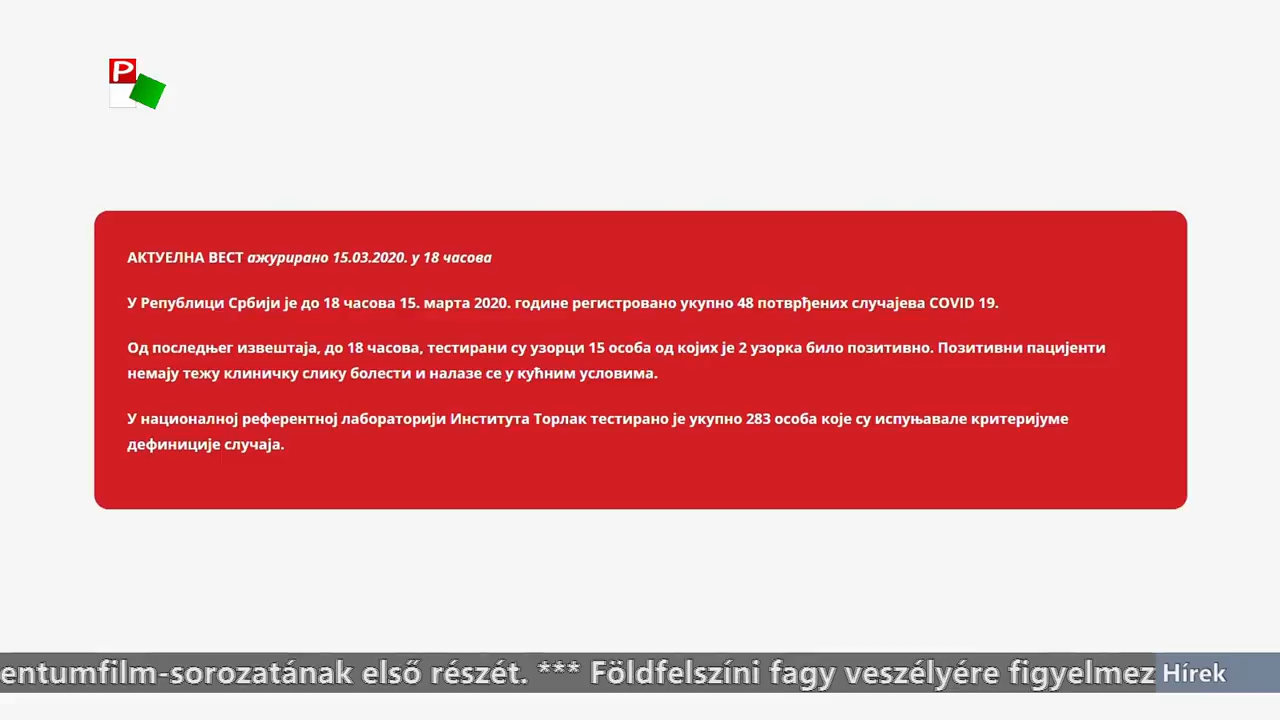 P
АКТУЕЛНА ВЕСТ ажурирано 15.03.2020. у 18 часова
У Републици Србији је до 18 часова 15. марта 2020. године регистровано укупно 48 потврђених случајева COVID 19.
Од последњег извештаја, до 18 часова, тестирани су узорци 15 особа од којих је 2 узорка било позитивно. Позитивни пацијенти
немају тежу клиничку слику болести и налазе се у кућним условима.
У националној референтној лабораторији Института Торлак тестирано је укупно 283 особа које су испуњавале критеријуме
дефиниције случаја.
entumfilm-sorozatának első részét. *** Földfelszíni fagy veszélyére figyelmez Hírek